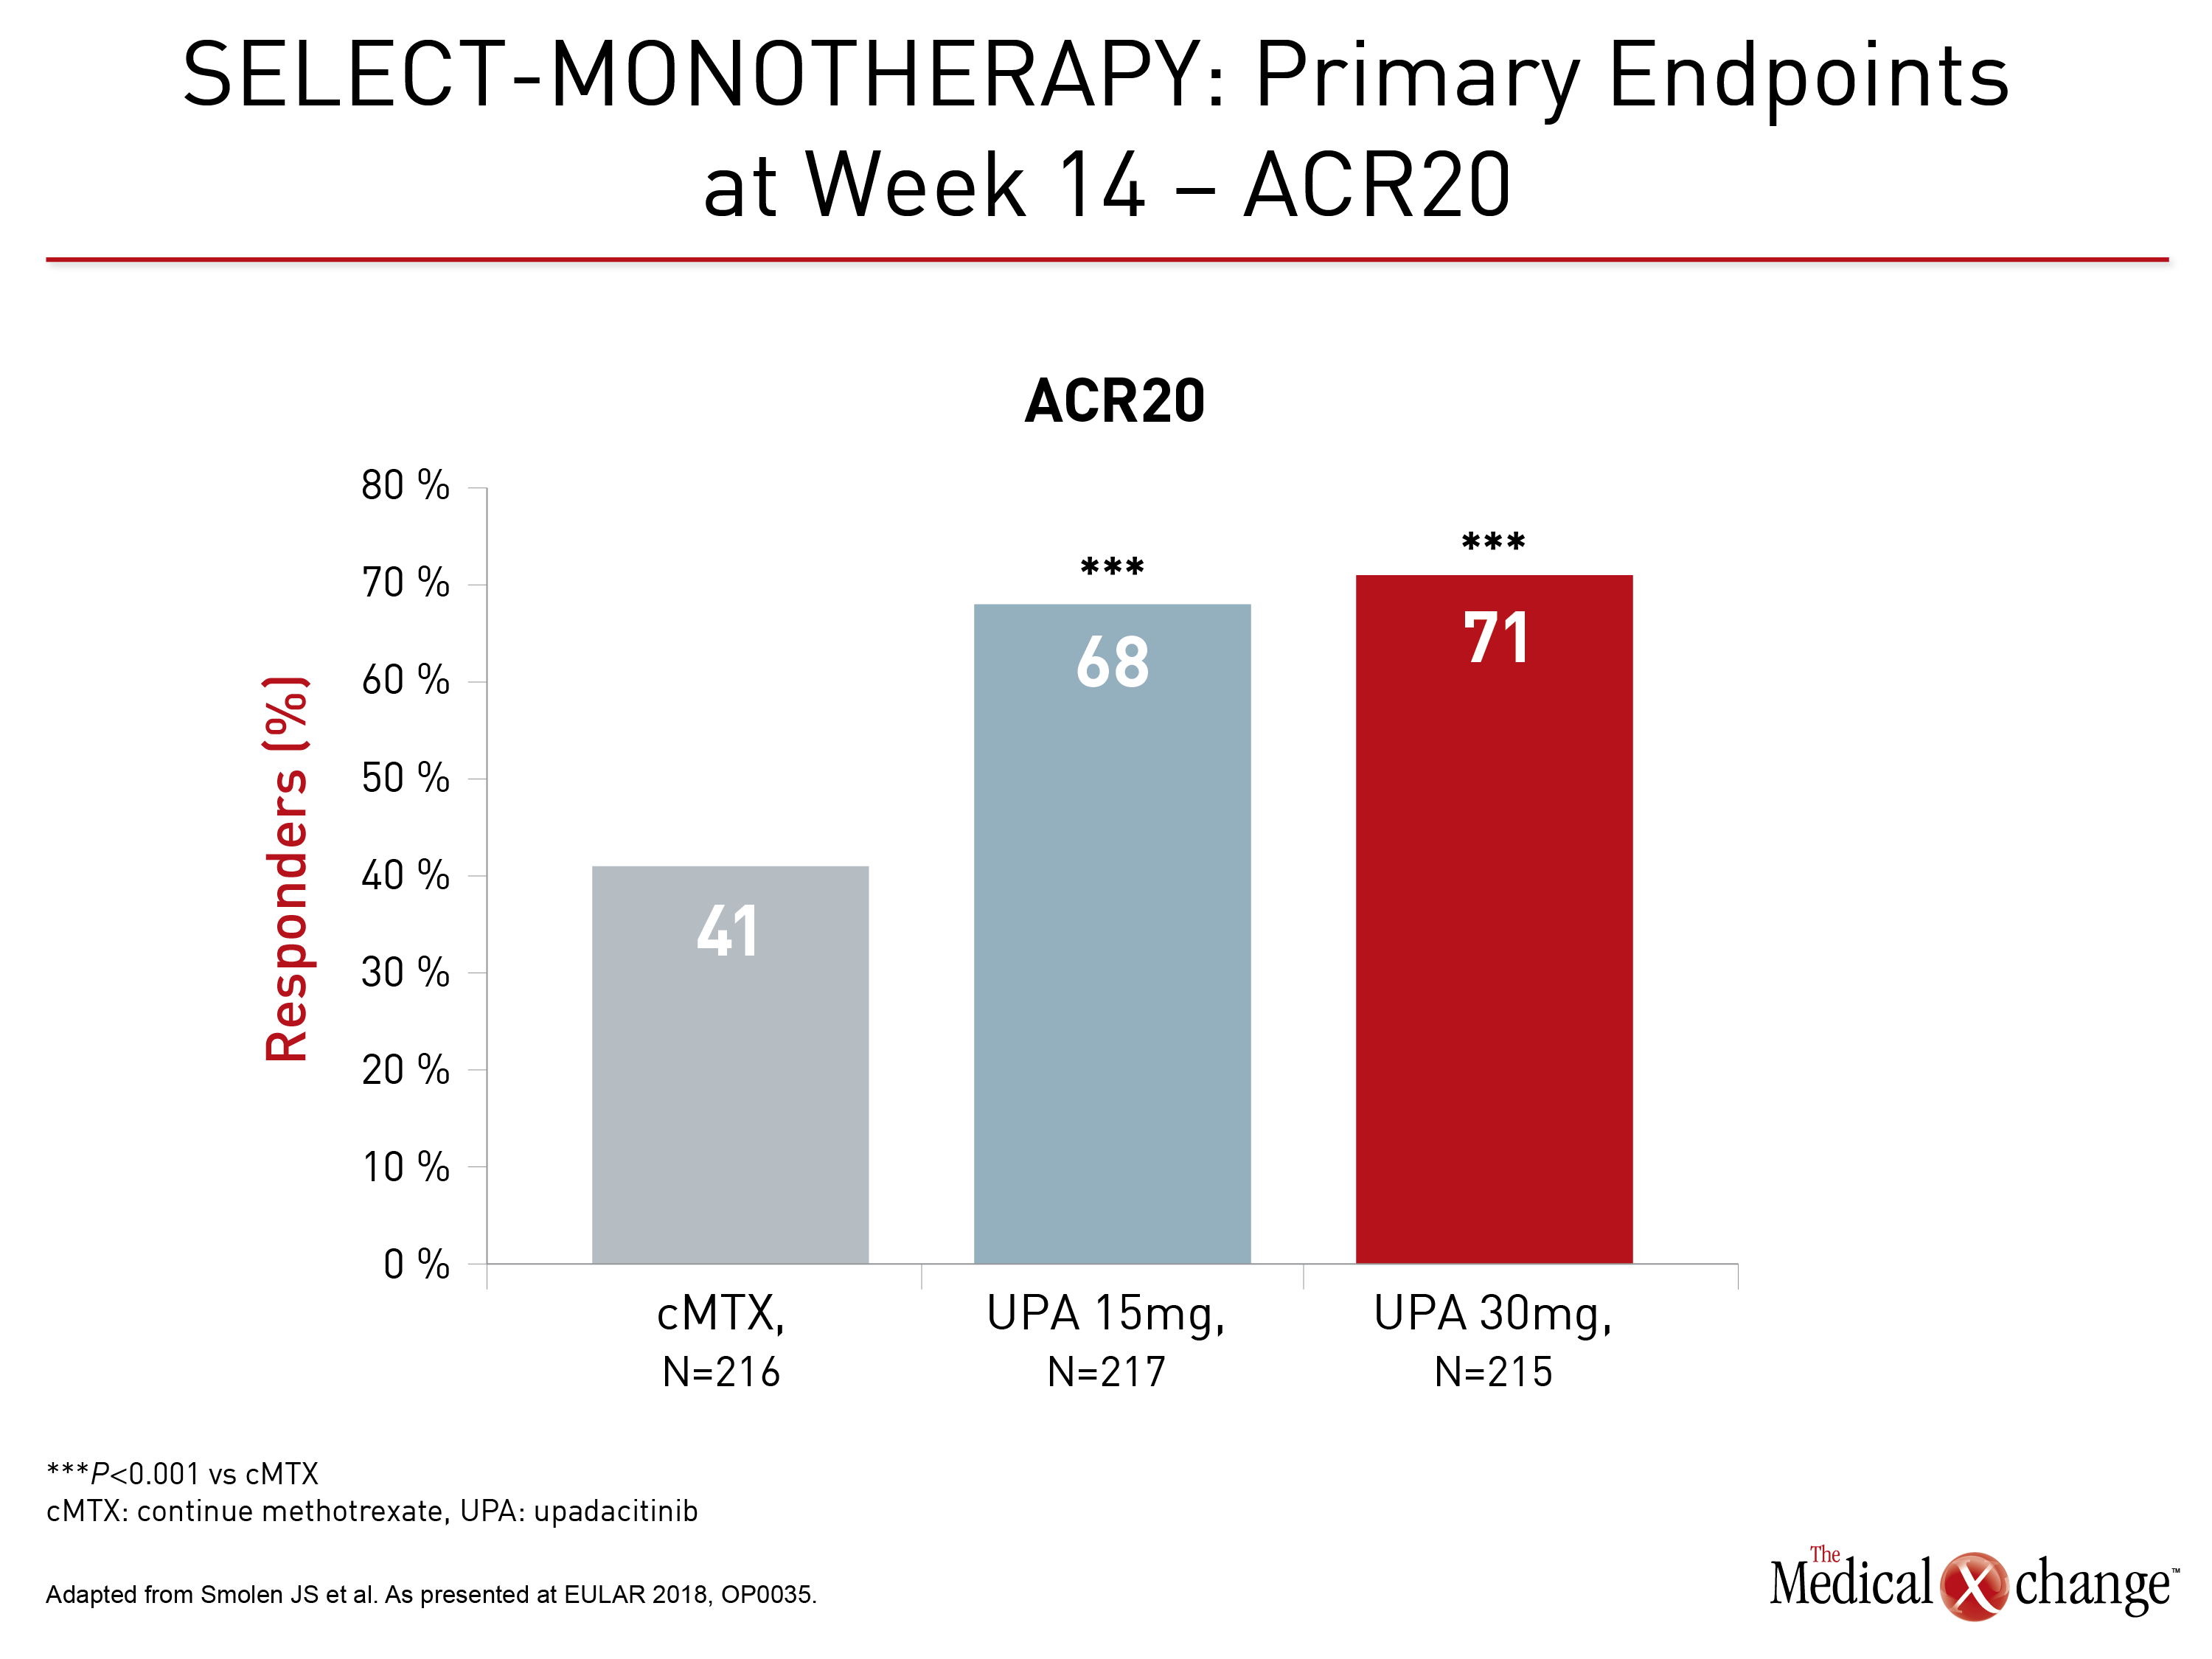 SELECT-MONOTHERAPY: Primary Endpoints
at Week 14 – ACR20
ACR20
Responders (%)
80 %
70 %
60 %
50 %
40 %
30 %
20 %
10 %
0 %
41
***
68
***
71
cMTX,
N=216
UPA 15mg,
N=217
UPA 30mg,
N=215
***P<0.001 vs cMTX
cMTX: continue methotrexate, UPA: upadacitinib
Adapted from Smolen JS et al. As presented at EULAR 2018, OP0035.
The
Medical Xchange™